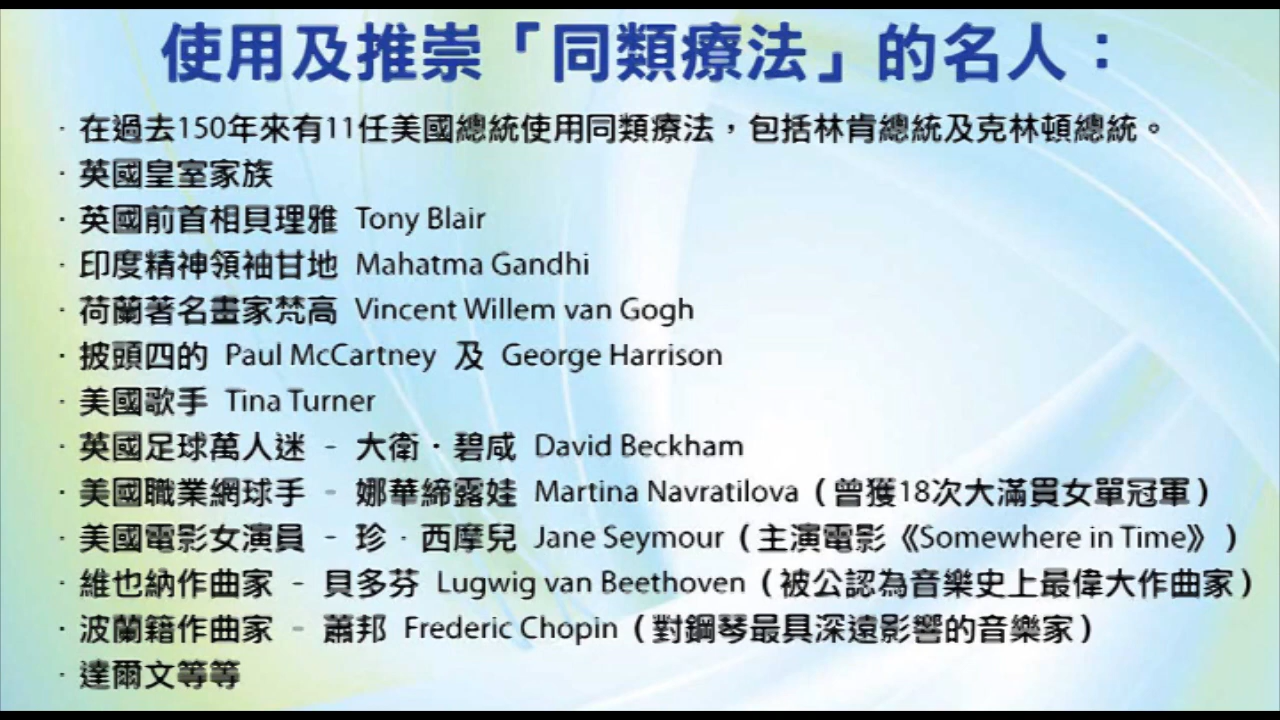 使用及推崇「同類療法」的名人：
· 在過去150年來有11任美國總統使用同類療法，包括林肯總統及克林頓總統。
· 英國皇室家族
· 英國前首相貝理雅 Tony Blair
· 印度精神領袖甘地 Mahatma Gandhi
· 荷蘭著名畫家梵高 Vincent Willem van Gogh
· 披頭四的 Paul McCartney 及 George Harrison
· 美國歌手 Tina Turner
· 英國足球萬人迷 - 大衛·碧咸 David Beckham
· 美國職業網球手 - 娜華締露娃 Martina Navratilova（曾獲18次大滿貫女單冠軍）
· 美國電影女演員 - 珍·西摩兒 Jane Seymour（主演電影《Somewhere in Time》）
· 維也納作曲家 - 貝多芬 Lugwig van Beethoven（被公認為音樂史上最偉大作曲家）
· 波蘭籍作曲家 - 蕭邦 Frederic Chopin（對鋼琴最具深遠影響的音樂家）
· 達爾文等等